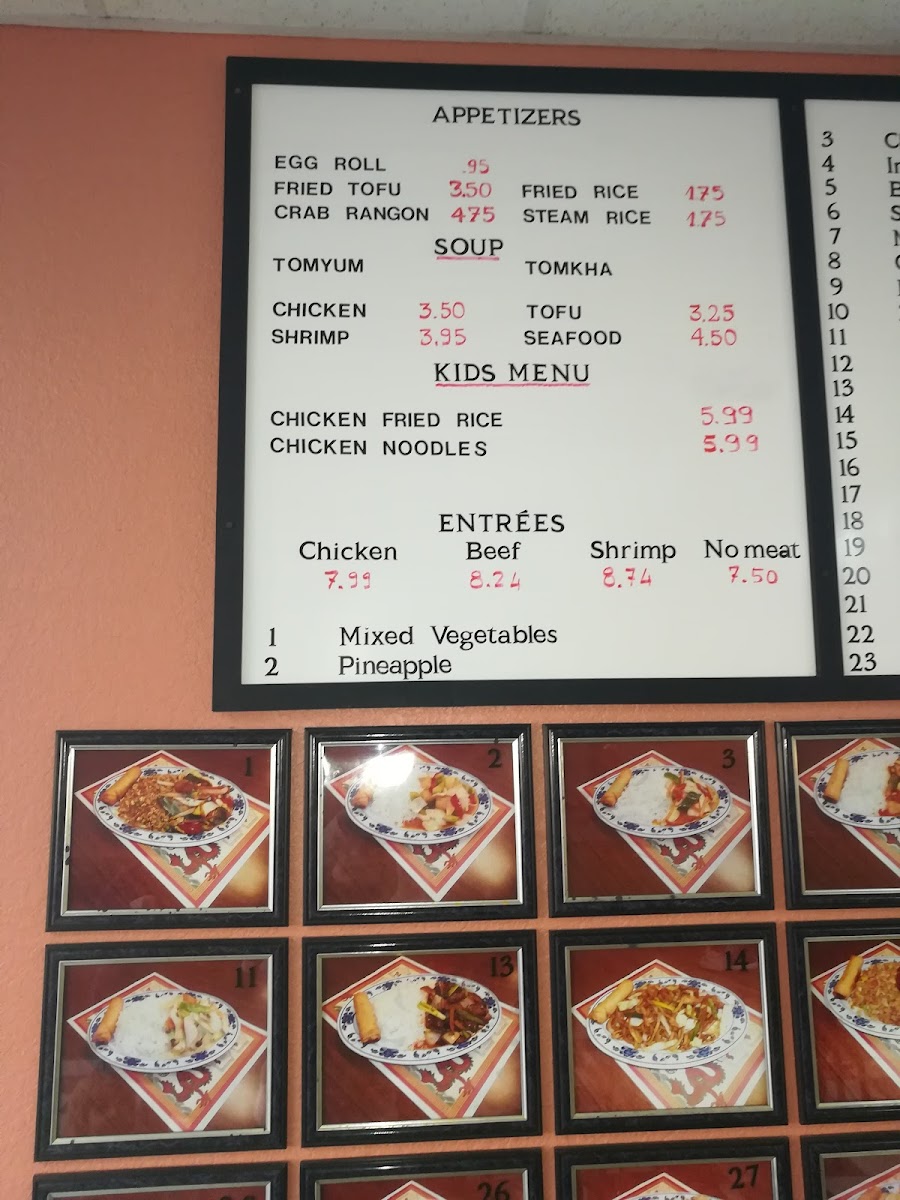 APPETIZERS
EGG ROLL .95
FRIED TOFU 3.50 FRIED RICE 1.75
CRAB RANGON 4.75 STEAM RICE 1.75
SOUP
TOMYUM TOMKHA
CHICKEN 3.50 TOFU 3.25
SHRIMP 3.95 SEAFOOD 4.50
KIDS MENU
CHICKEN FRIED RICE 5.99
CHICKEN NOODLES 5.99
ENTRÉES
Chicken Beef Shrimp No meat
7.99 8.24 8.74 7.50
1 Mixed Vegetables
2 Pineapple
3
4
5
6
7
8
9
10
11
12
13
14
15
16
17
18
19
20
21
22
23
1 2 3
11 13 14
26 27